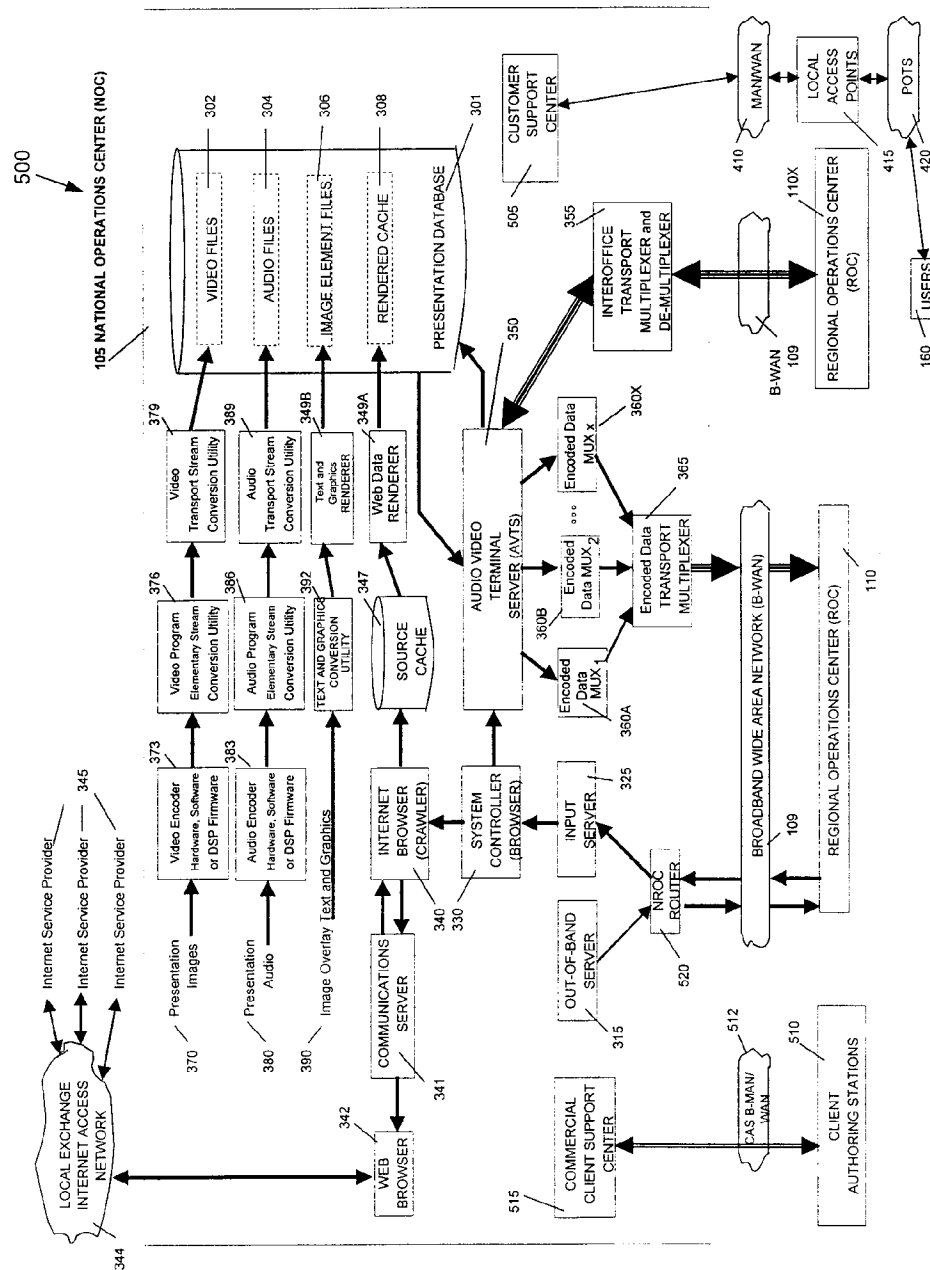 500
105 NATIONAL OPERATIONS CENTER (NOC)
LOCAL EXCHANGE
INTERNET ACCESS
NETWORK
344
Internet Service Provider
Internet Service Provider
Internet Service Provider
345
Presentation
Images
370
373
Video Encoder
Hardware, Software
or DSP Firmware
376
Video Program
Elementary Stream
Conversion Utility
379
Video
Transport Stream
Conversion Utility
VIDEO FILES
302
Presentation
Audio
380
383
Audio Encoder
Hardware, Software
or DSP Firmware
386
Audio Program
Elementary Stream
Conversion Utility
389
Audio
Transport Stream
Conversion Utility
AUDIO FILES
304
Image Overlay Text and Graphics
390
392
TEXT AND GRAPHICS
CONVERSION
UTILITY
349B
Text and
Graphics
RENDERER
IMAGE ELEMENT FILES
306
342
WEB
BROWSER
COMMUNICATIONS
SERVER
341
INTERNET
BROWSER
(CRAWLER)
340
347
SOURCE
CACHE
349A
Web Data
RENDERER
RENDERED CACHE
308
PRESENTATION DATABASE
301
SYSTEM
CONTROLLER
(BROWSER)
330
AUDIO VIDEO
TERMINAL
SERVER (AVTS)
350
COMMERCIAL
CLIENT SUPPORT
CENTER
515
OUT-OF-BAND
SERVER
315
INPUT
SERVER
325
Encoded
Data
MUX 1
360A
Encoded
Data MUX 2
360B
Encoded Data
MUX x
360X
INTEROFFICE
TRANSPORT
MULTIPLEXER and
DE-MULTIPLEXER
355
CUSTOMER
SUPPORT
CENTER
505
NROC
ROUTER
520
Encoded Data
TRANSPORT
MULTIPLEXER
365
CAS B-MAN/
WAN
512
109
BROADBAND WIDE AREA NETWORK (B-WAN)
B-WAN
109
MAN/WAN
410
CLIENT
AUTHORING STATIONS
510
REGIONAL OPERATIONS CENTER (ROC)
110
REGIONAL OPERATIONS CENTER
(ROC)
110X
LOCAL
ACCESS
POINTS
415
USERS
160
POTS
420